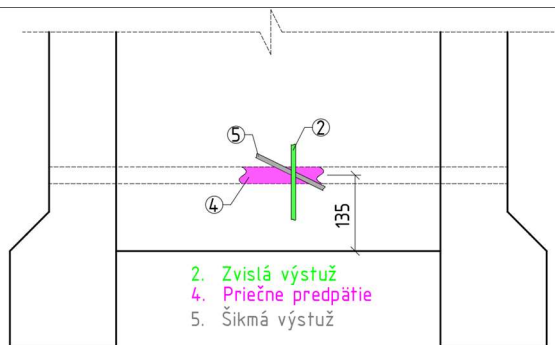 5
2
4
135
2. Zvislá výstuž
4. Priečne predpätie
5. Šikmá výstuž